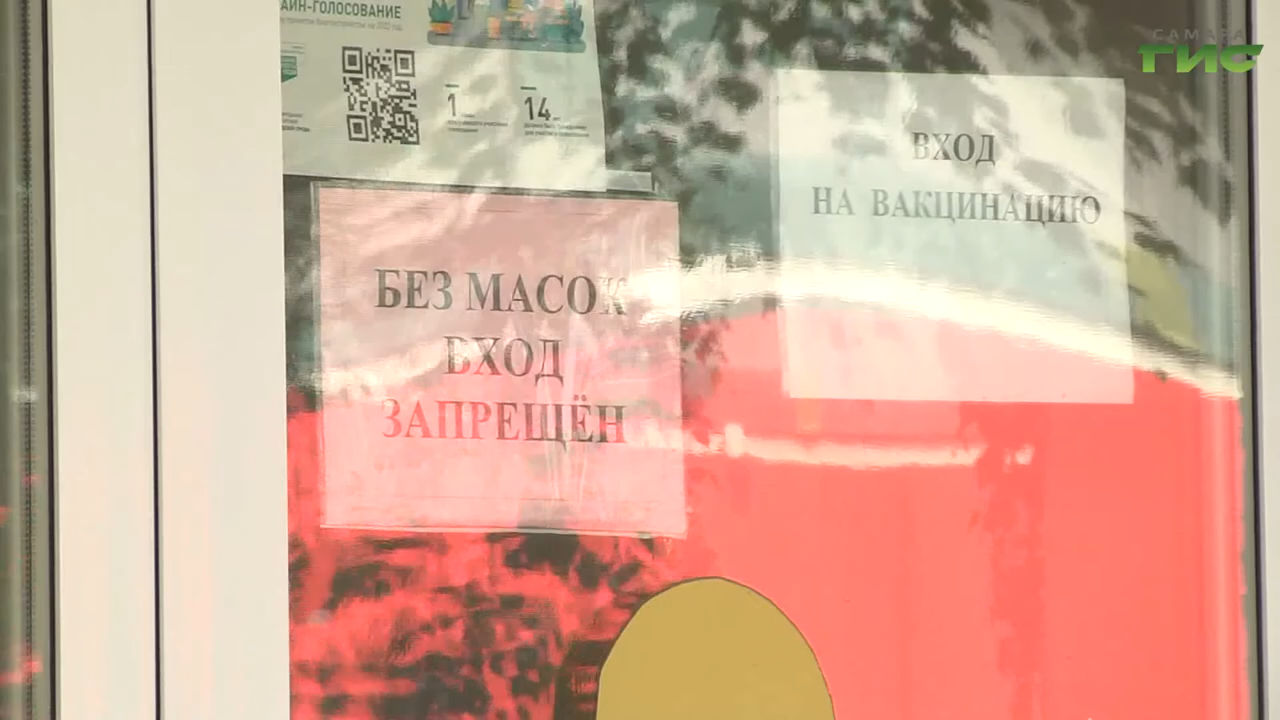 АЙН-ГОЛОСОВАНИЕ
1
14
САМАРА
ГИС
ВХОД
НА ВАКЦИНАЦИЮ
БЕЗ МАСОК
ВХОД
ЗАПРЕЩЁН